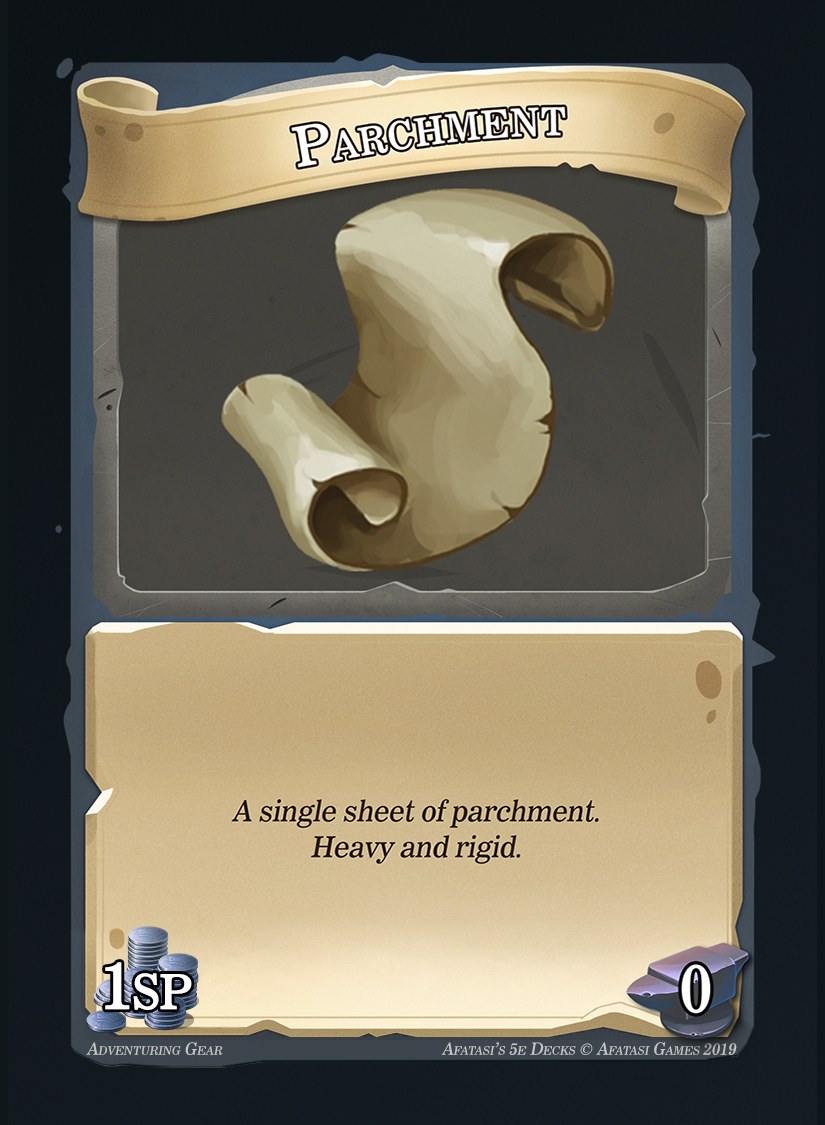 Parchment
A single sheet of parchment.
Heavy and rigid.
1SP
0
Adventuring Gear
Afatasi's 5e Decks © Afatasi Games 2019